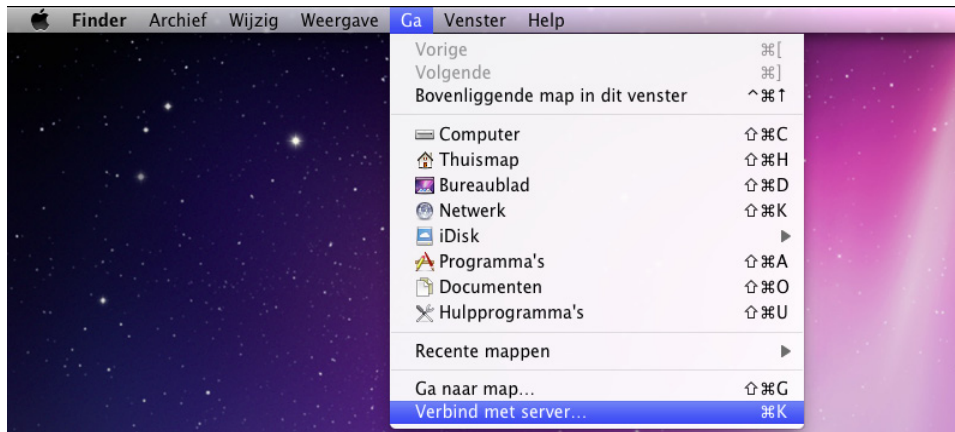 Finder Archief Wijzig Weergave Ga Venster Help
Vorige ⌘[
Volgende ⌘]
Bovenliggende map in dit venster ^⌘↑
Computer ⇧⌘C
Thuismap ⇧⌘H
Bureaublad ⇧⌘D
Netwerk ⇧⌘K
iDisk
Programma's ⇧⌘A
Documenten ⇧⌘O
Hulpprogramma's ⇧⌘U
Recente mappen
Ga naar map... ⇧⌘G
Verbind met server... ⌘K